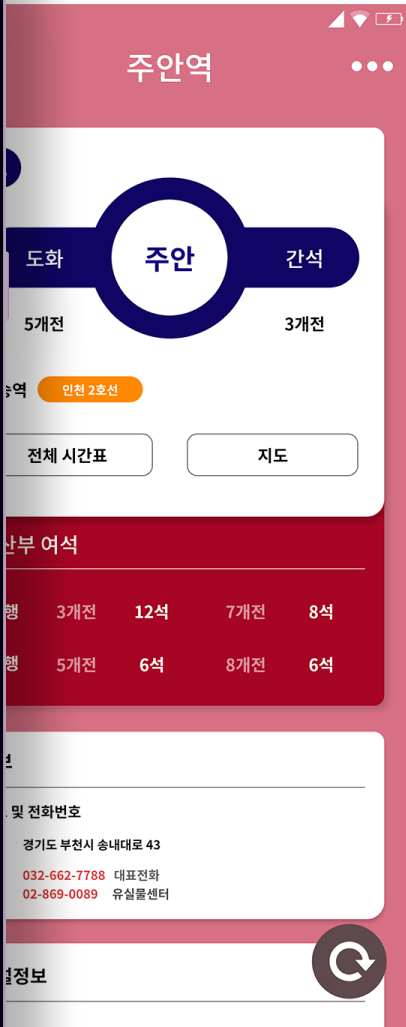 주안역
도화 주안 간석
5개전 3개전
인천 2호선
전체 시간표 지도
여석
3개전 12석 7개전 8석
5개전 6석 8개전 6석
및 전화번호
경기도 부천시 송내대로 43
032-662-7788 대표전화
02-869-0089 유실물센터